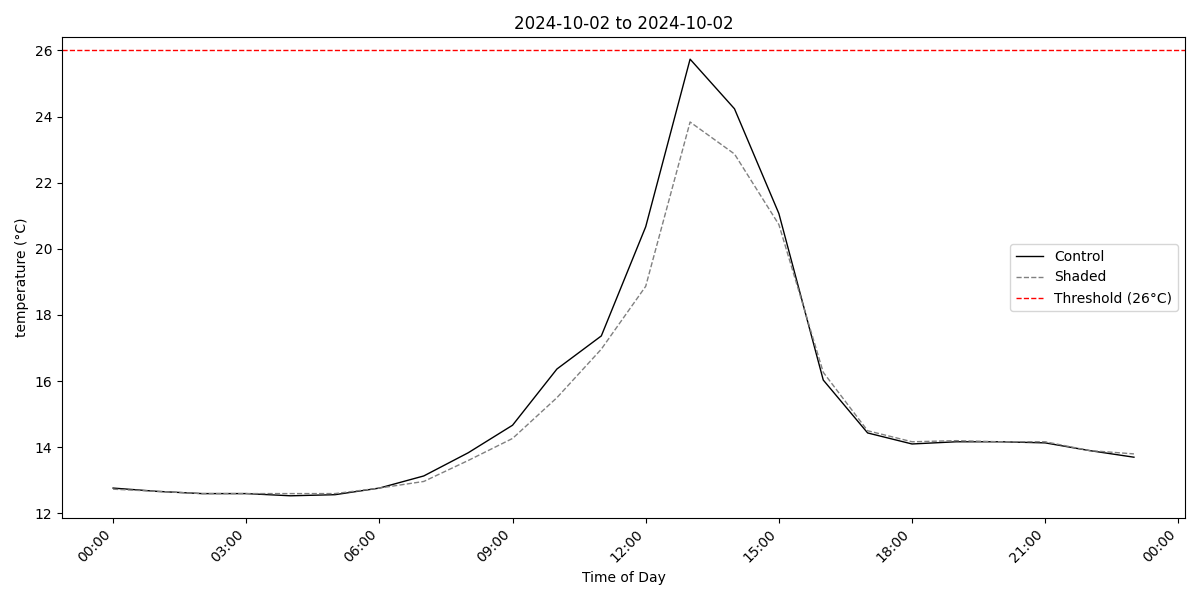 2024-10-02 to 2024-10-02
temperature (°C)
26
24
22
20
18
16
14
12
Control
Shaded
Threshold (26°C)
00:00
03:00
06:00
09:00
12:00
15:00
18:00
21:00
00:00
Time of Day